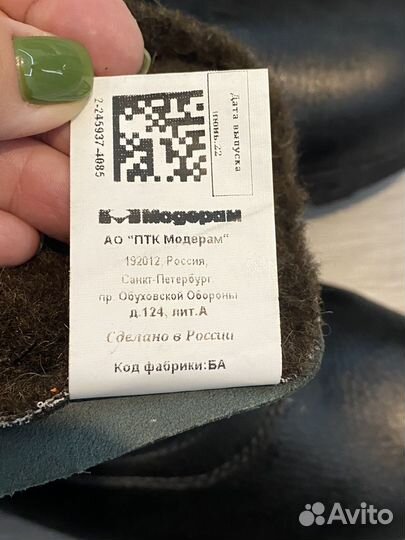 2-245937-4085
Дата выпуска
июнь.22
Модерам
АО "ПТК Модерам"
192012, Россия,
Санкт-Петербург
пр. Обуховской Обороны
д.124, лит.А
Сделано в России
Код фабрики:БА
Avito